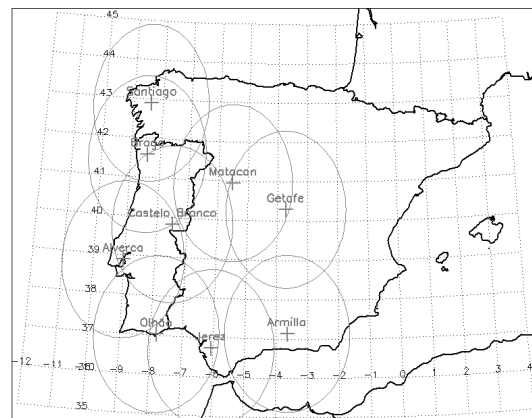 45
44
43
Santiago
42
Braga
41
Matacan
Getafe
40
Castelo Branco
39
Alverca
38
37
Olhão
Jerez
Armilla
-12 -11 -10 -9 -8 -7 -6 -5 -4 -3 -2 -1 0 1 2 3 4
35